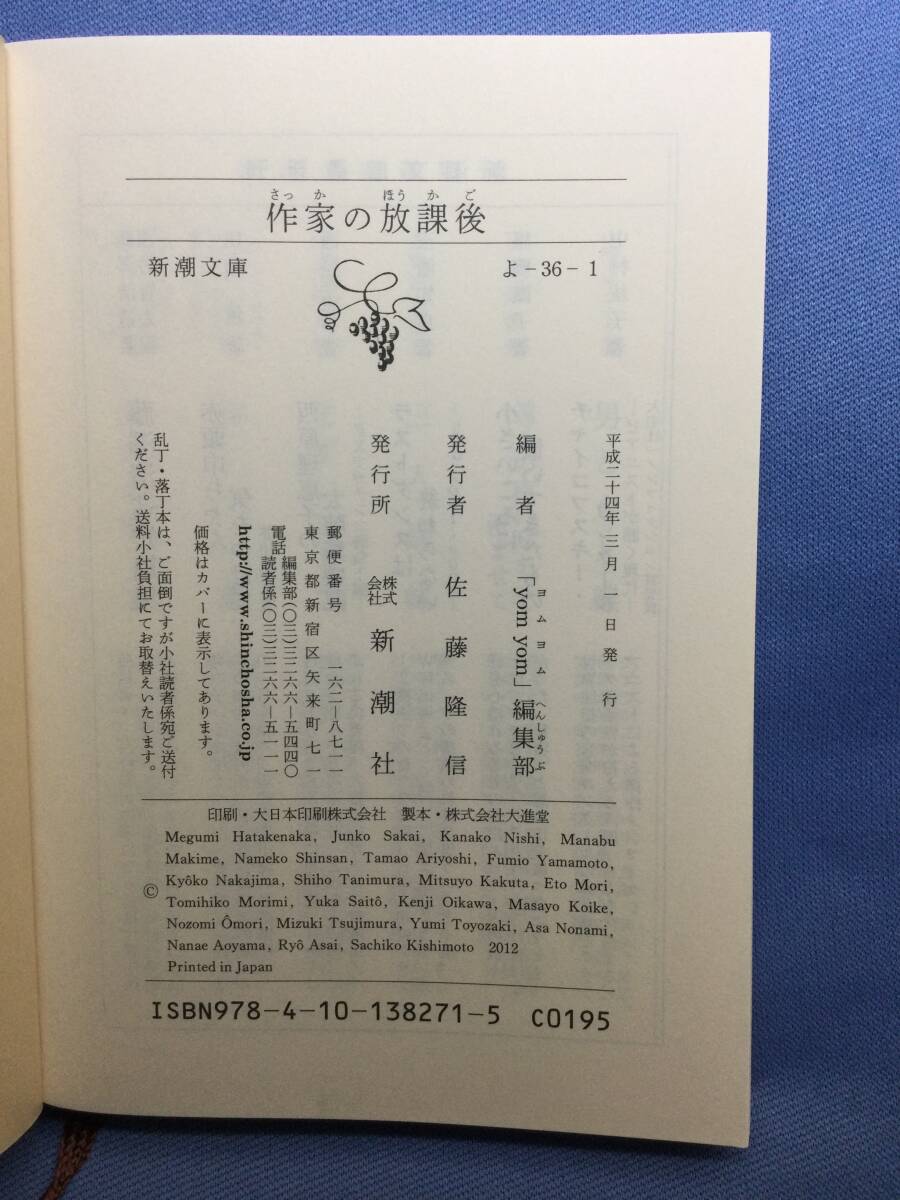 さっか ほうかご
作家の放課後
新潮文庫 よ-36-1
平成二十四年三月一日発行
編者 「yom yom」編集部
ヨムヨム へんしゅうぶ
発行者 佐藤隆信
発行所 株式会社 新潮社
郵便番号 一六二―八七一一
東京都新宿区矢来町七一
電話 編集部(〇三)三二六六―五四四〇
読者係(〇三)三二六六―五一一一
http://www.shinchosha.co.jp
価格はカバーに表示してあります。
乱丁・落丁本は、ご面倒ですが小社読者係宛ご送付
ください。送料小社負担にてお取替えいたします。
印刷・大日本印刷株式会社 製本・株式会社大進堂
© Megumi Hatakenaka, Junko Sakai, Kanako Nishi, Manabu
Makime, Nameko Shinsan, Tamao Ariyoshi, Fumio Yamamoto,
Kyôko Nakajima, Shiho Tanimura, Mitsuyo Kakuta, Eto Mori,
Tomihiko Morimi, Yuka Saitô, Kenji Oikawa, Masayo Koike,
Nozomi Ômori, Mizuki Tsujimura, Yumi Toyozaki, Asa Nonami,
Nanae Aoyama, Ryô Asai, Sachiko Kishimoto 2012
Printed in Japan
ISBN978-4-10-138271-5 C0195